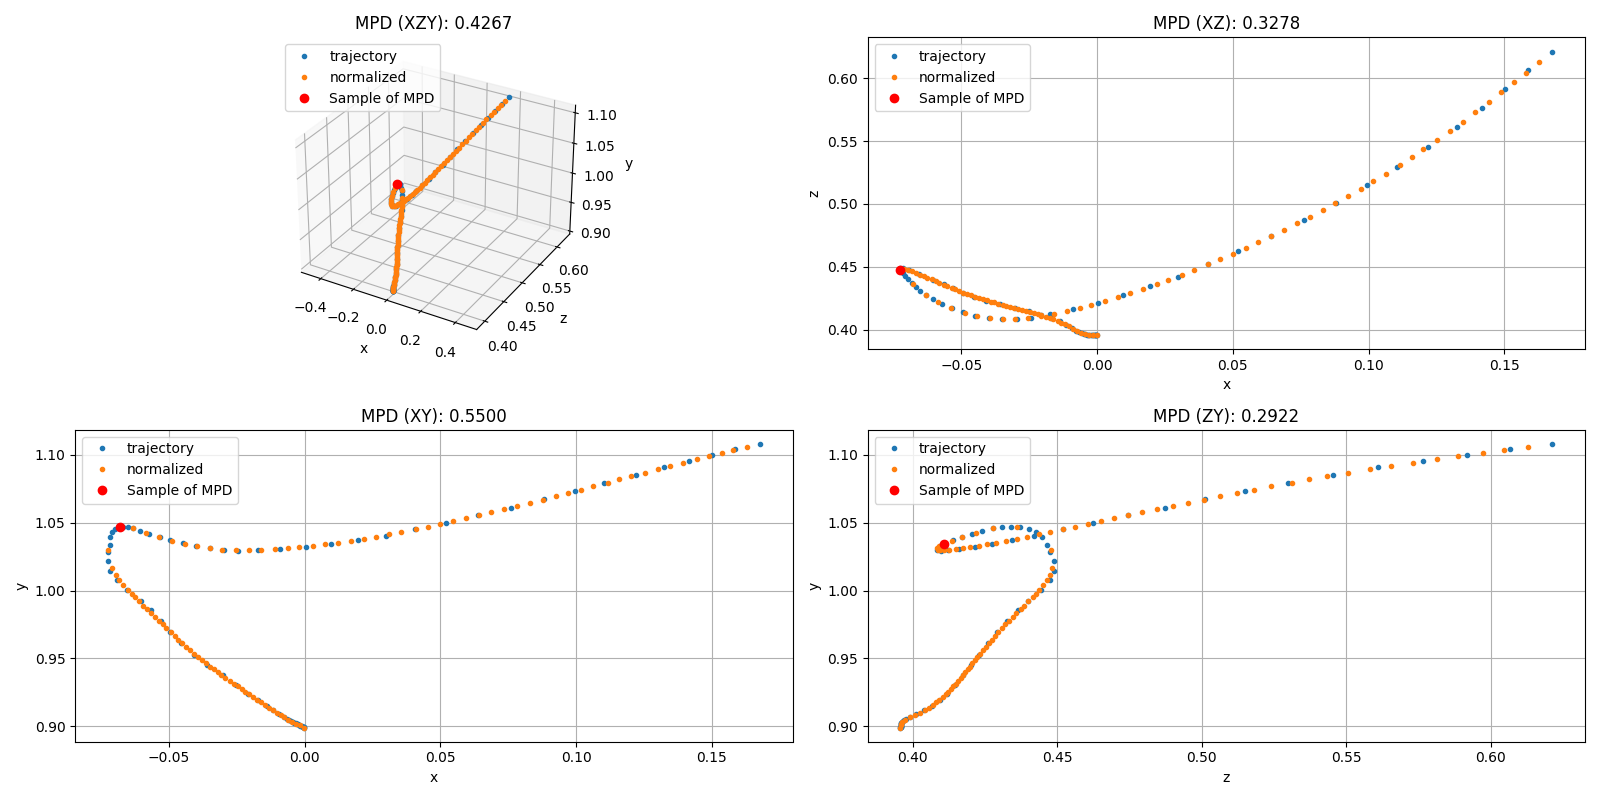 MPD (XZY): 0.4267
trajectory
normalized
Sample of MPD
1.10
1.05
1.00
0.95
0.90
y
−0.4
−0.2
0.0
0.2
0.4
x
0.40
0.45
0.50
0.55
0.60
z
MPD (XZ): 0.3278
trajectory
normalized
Sample of MPD
0.60
0.55
0.50
0.45
0.40
z
−0.05
0.00
0.05
0.10
0.15
x
MPD (XY): 0.5500
trajectory
normalized
Sample of MPD
1.10
1.05
1.00
0.95
0.90
y
−0.05
0.00
0.05
0.10
0.15
x
MPD (ZY): 0.2922
trajectory
normalized
Sample of MPD
1.10
1.05
1.00
0.95
0.90
y
0.40
0.45
0.50
0.55
0.60
z